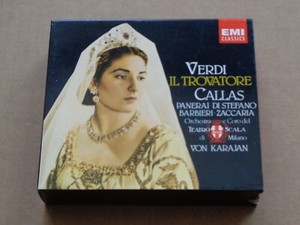 EMI
CLASSICS
VERDI
IL TROVATORE
CALLAS
PANERAI DI STEFANO
BARBIERI ZACCARIA
Orchestra e Coro del
TEATRO SCALA
di Milano
VON KARAJAN